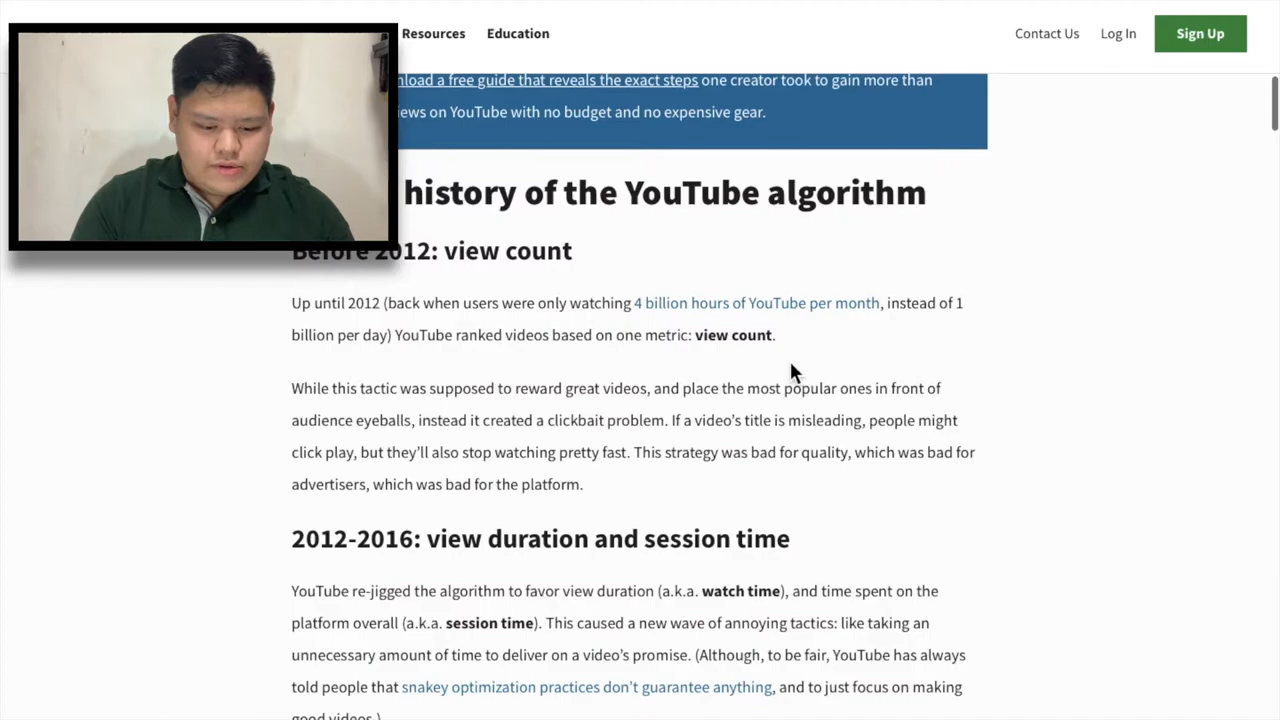 Resources Education Contact Us Log In Sign Up
nload a free guide that reveals the exact steps one creator took to gain more than
ews on YouTube with no budget and no expensive gear.
history of the YouTube algorithm
Before 2012: view count
Up until 2012 (back when users were only watching 4 billion hours of YouTube per month, instead of 1
billion per day) YouTube ranked videos based on one metric: view count.
While this tactic was supposed to reward great videos, and place the most popular ones in front of
audience eyeballs, instead it created a clickbait problem. If a video’s title is misleading, people might
click play, but they’ll also stop watching pretty fast. This strategy was bad for quality, which was bad for
advertisers, which was bad for the platform.
2012-2016: view duration and session time
YouTube re-jigged the algorithm to favor view duration (a.k.a. watch time), and time spent on the
platform overall (a.k.a. session time). This caused a new wave of annoying tactics: like taking an
unnecessary amount of time to deliver on a video’s promise. (Although, to be fair, YouTube has always
told people that snakey optimization practices don’t guarantee anything, and to just focus on making
good videos.)